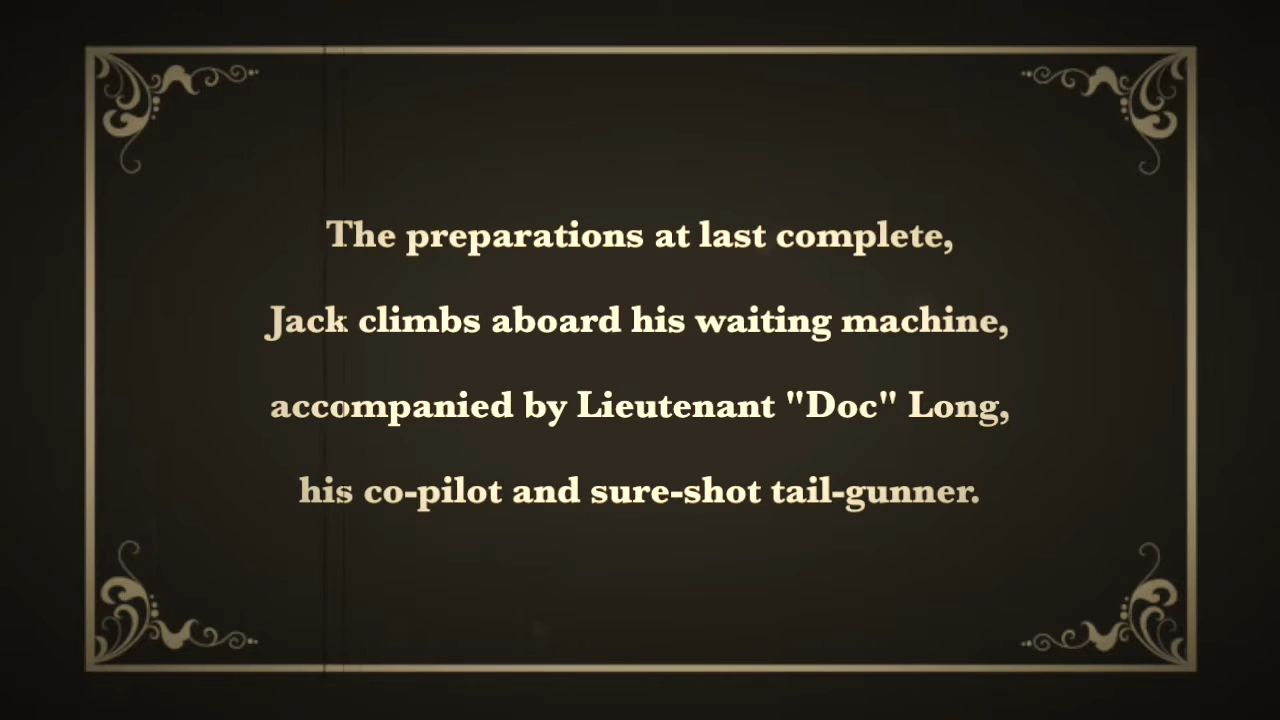 The preparations at last complete,
Jack climbs aboard his waiting machine,
accompanied by Lieutenant "Doc" Long,
his co-pilot and sure-shot tail-gunner.